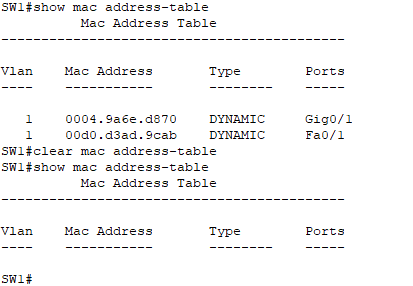 SW1#show mac address-table
          Mac Address Table
-------------------------------------------
Vlan    Mac Address       Type        Ports
----    -----------       --------    -----
   1    0004.9a6e.d870    DYNAMIC     Gig0/1
   1    00d0.d3ad.9cab    DYNAMIC     Fa0/1
SW1#clear mac address-table
SW1#show mac address-table
          Mac Address Table
-------------------------------------------
Vlan    Mac Address       Type        Ports
----    -----------       --------    -----
SW1#